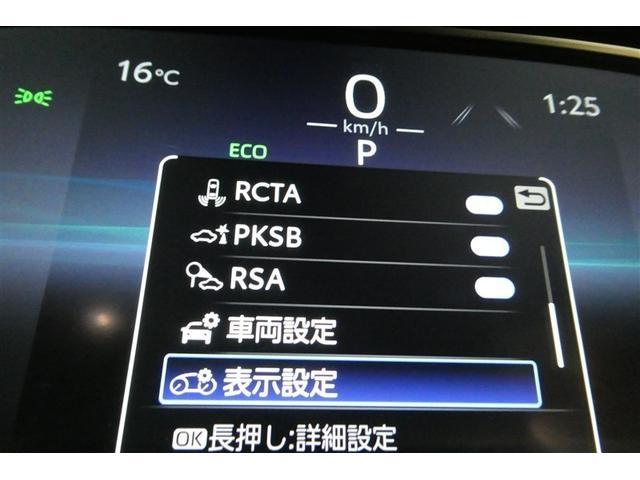 16℃
0
km/h
1:25
ECO
P
RCTA
PKSB
RSA
車両設定
表示設定
OK長押し:詳細設定